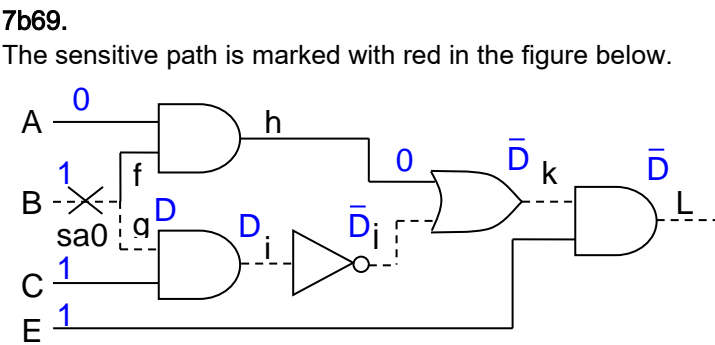 7b69.
The sensitive path is marked with red in the figure below.
0
A
h
1
f
0
D̅
k
D̅
B
g
D
D
D̅
L
sa0
i
j
1
C
1
E